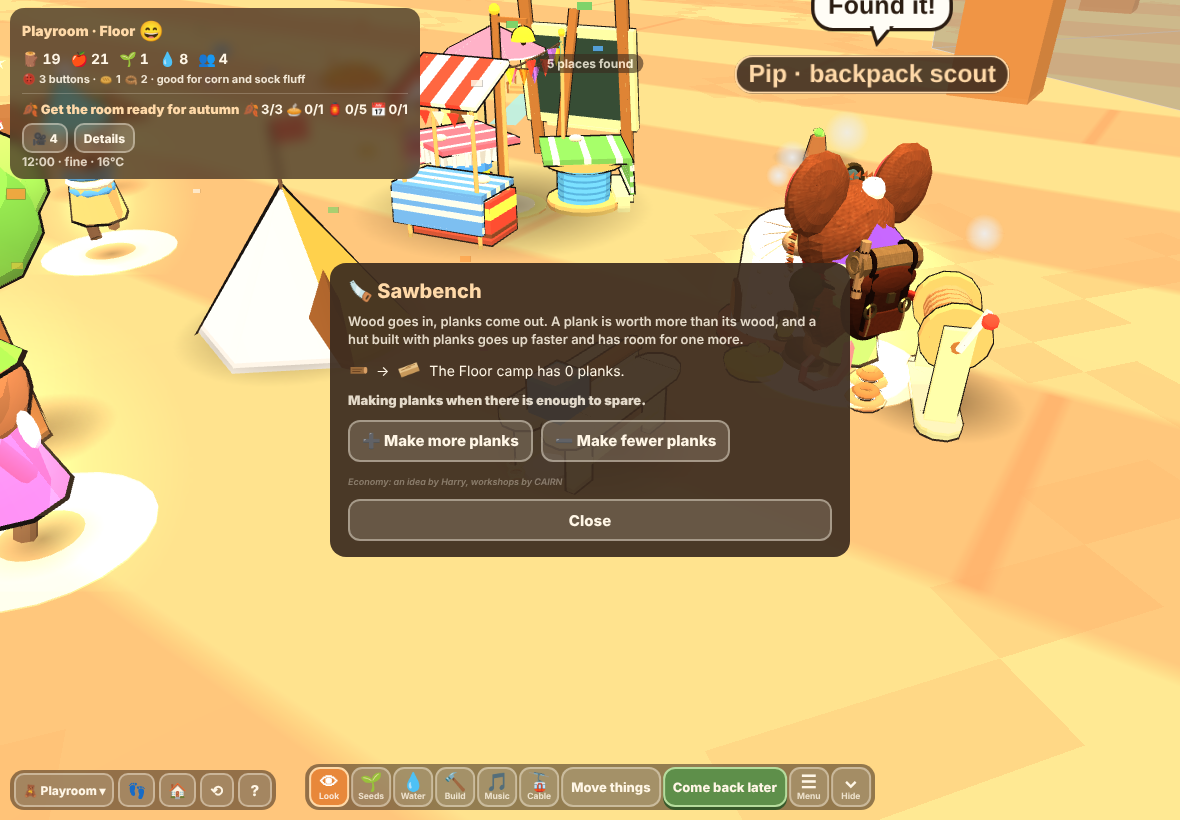 Found it!
Playroom · Floor
19 21 1 8 4
3 buttons · 1 2 · good for corn and sock fluff
Get the room ready for autumn 3/3 0/1 0/5 0/1
4 Details
12:00 · fine · 16°C
5 places found
Pip · backpack scout
Sawbench
Wood goes in, planks come out. A plank is worth more than its wood, and a
hut built with planks goes up faster and has room for one more.
→ The Floor camp has 0 planks.
Making planks when there is enough to spare.
Make more planks
Make fewer planks
Economy: an idea by Harry, workshops by CAIRN
Close
Playroom ▾
?
Look
Seeds
Water
Build
Music
Cable
Move things
Come back later
Menu
Hide